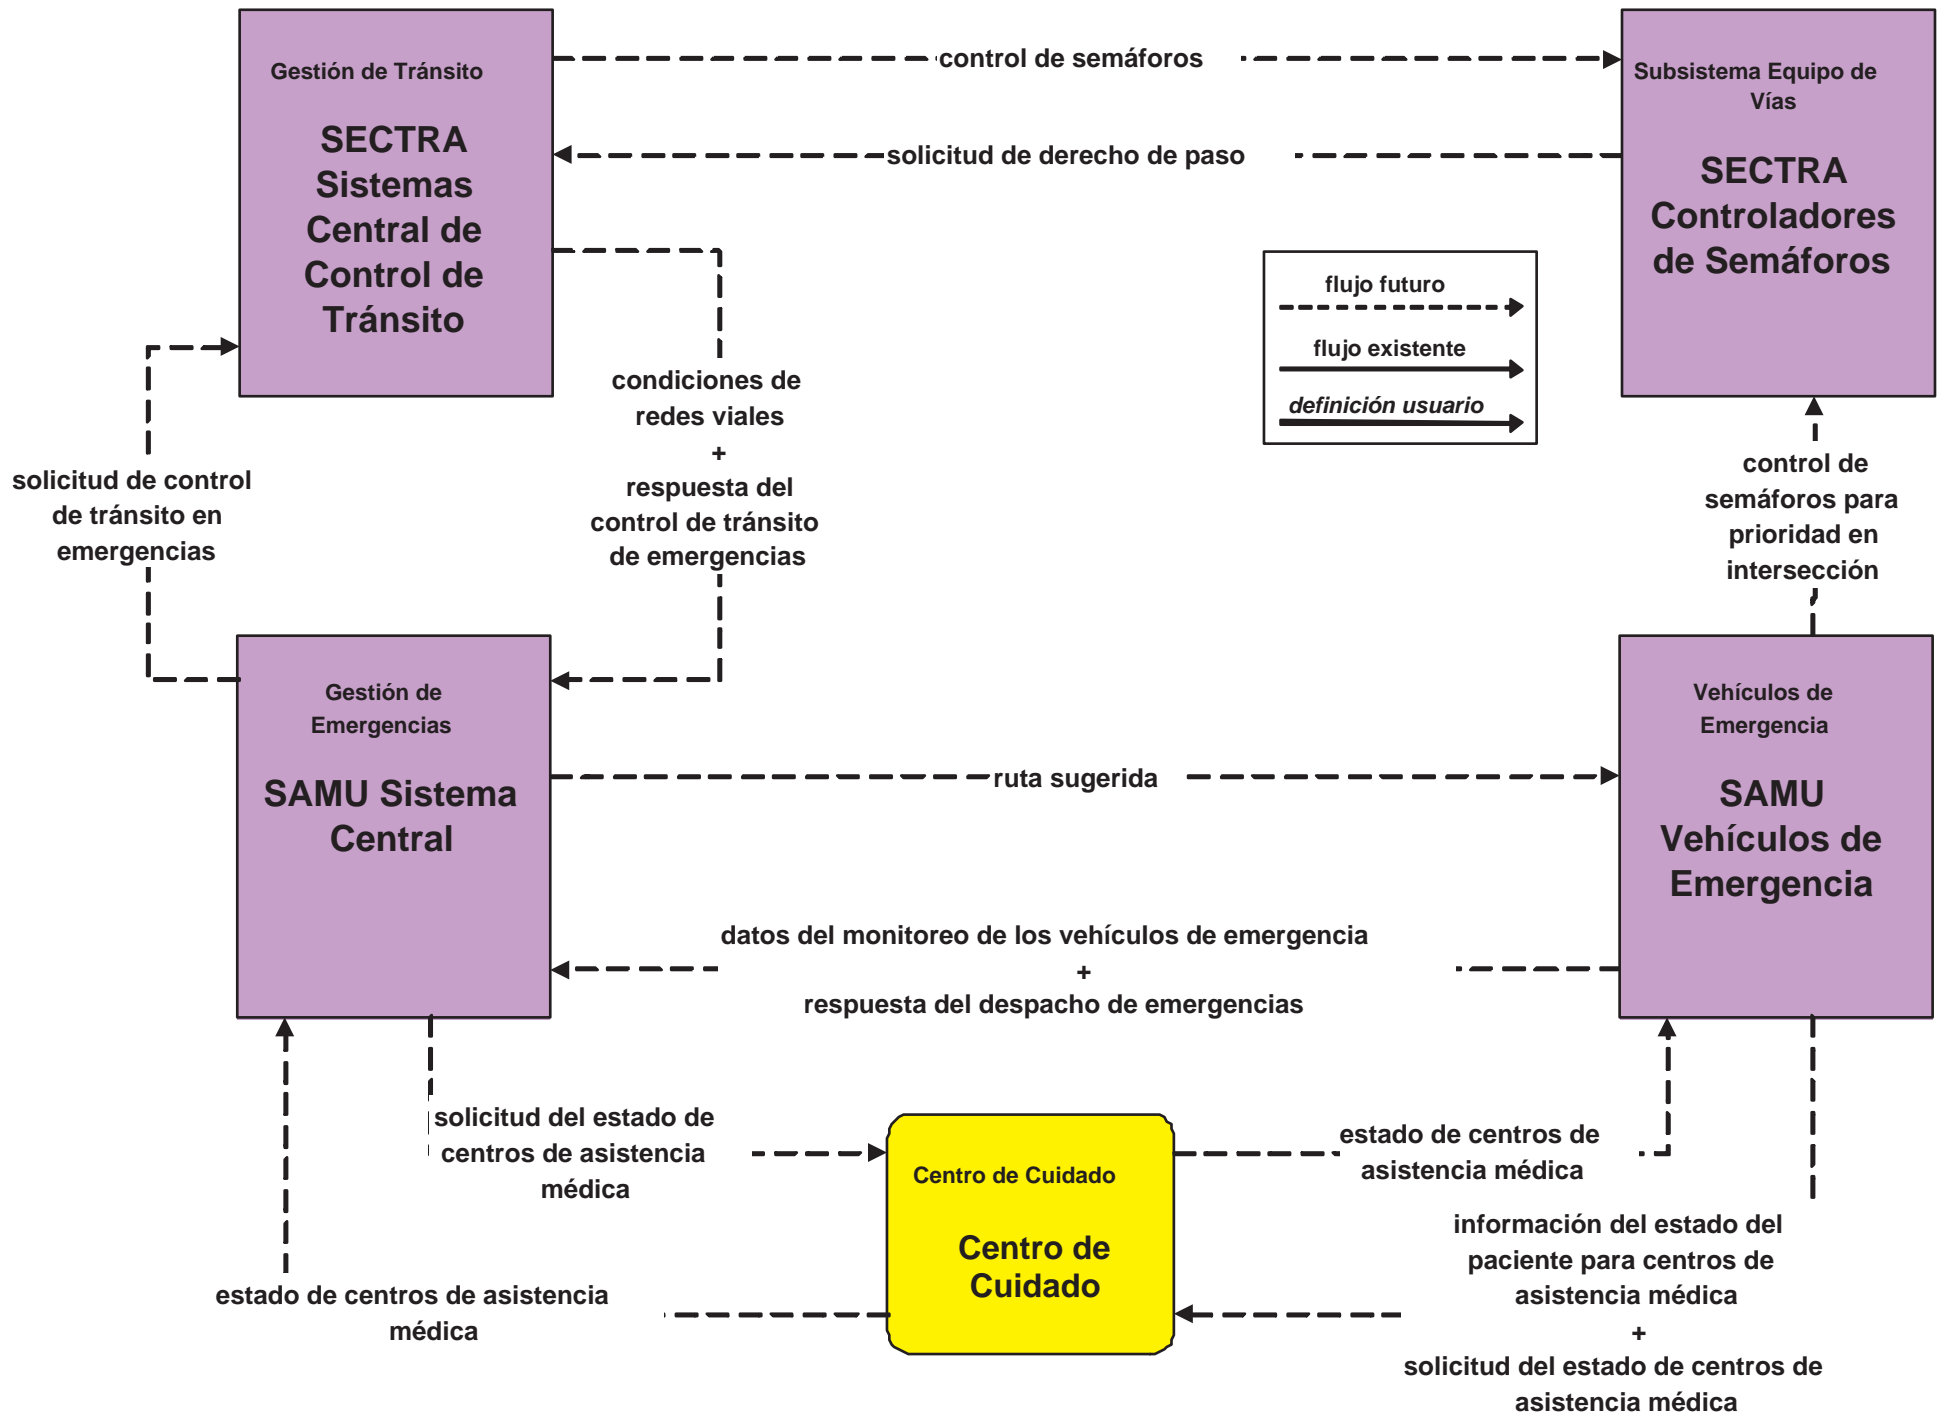 Gestión de Tránsito
SECTRA
Sistemas
Central de
Control de
Tránsito
control de semáforos
solicitud de derecho de paso
Subsistema Equipo de
Vías
SECTRA
Controladores
de Semáforos
flujo futuro
flujo existente
definición usuario
condiciones de
redes viales
+
respuesta del
control de tránsito
de emergencias
solicitud de control
de tránsito en
emergencias
control de
semáforos para
prioridad en
intersección
Gestión de
Emergencias
SAMU Sistema
Central
ruta sugerida
Vehículos de
Emergencia
SAMU
Vehículos de
Emergencia
datos del monitoreo de los vehículos de emergencia
+
respuesta del despacho de emergencias
solicitud del estado de
centros de asistencia
médica
Centro de Cuidado
Centro de
Cuidado
estado de centros de
asistencia médica
estado de centros de asistencia
médica
información del estado del
paciente para centros de
asistencia médica
+
solicitud del estado de centros de
asistencia médica